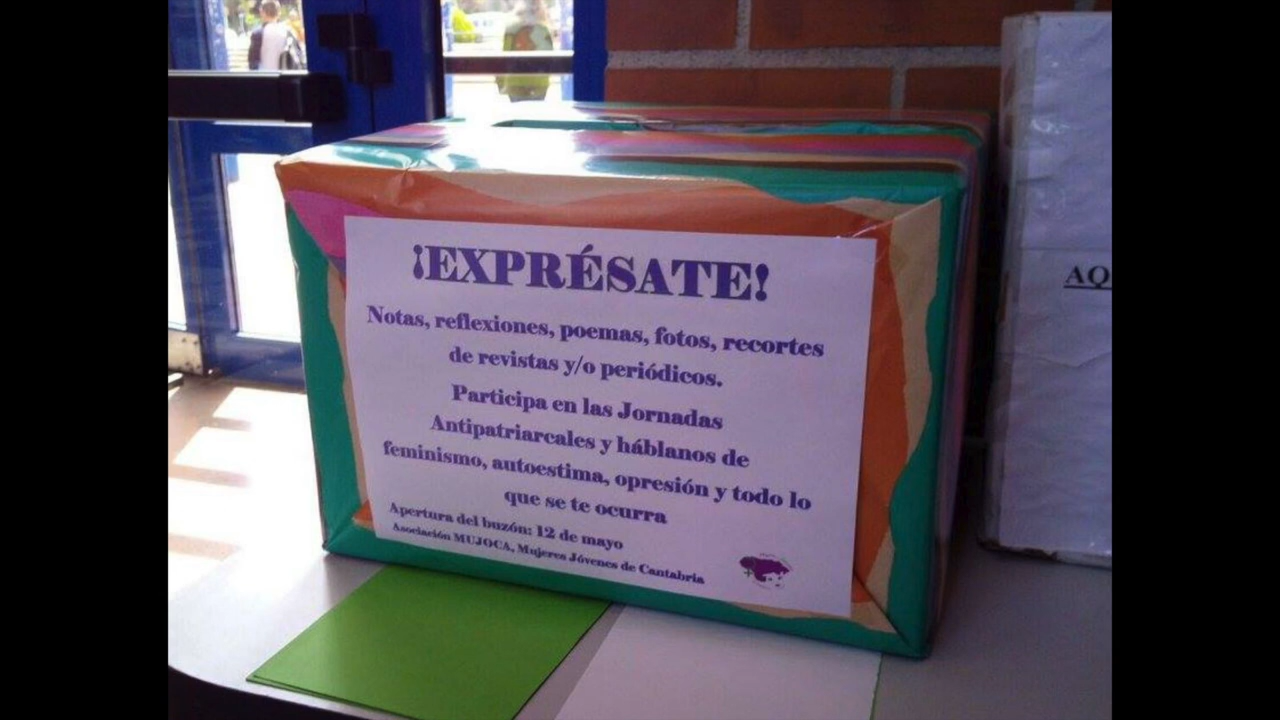 ¡EXPRÉSATE!
Notas, reflexiones, poemas, fotos, recortes
de revistas y/o periódicos.
Participa en las Jornadas
Antipatriarcales y háblanos de
feminismo, autoestima, opresión y todo lo
que se te ocurra
Apertura del buzón: 12 de mayo
Asociación MUJOCA, Mujeres Jóvenes de Cantabria
AQ